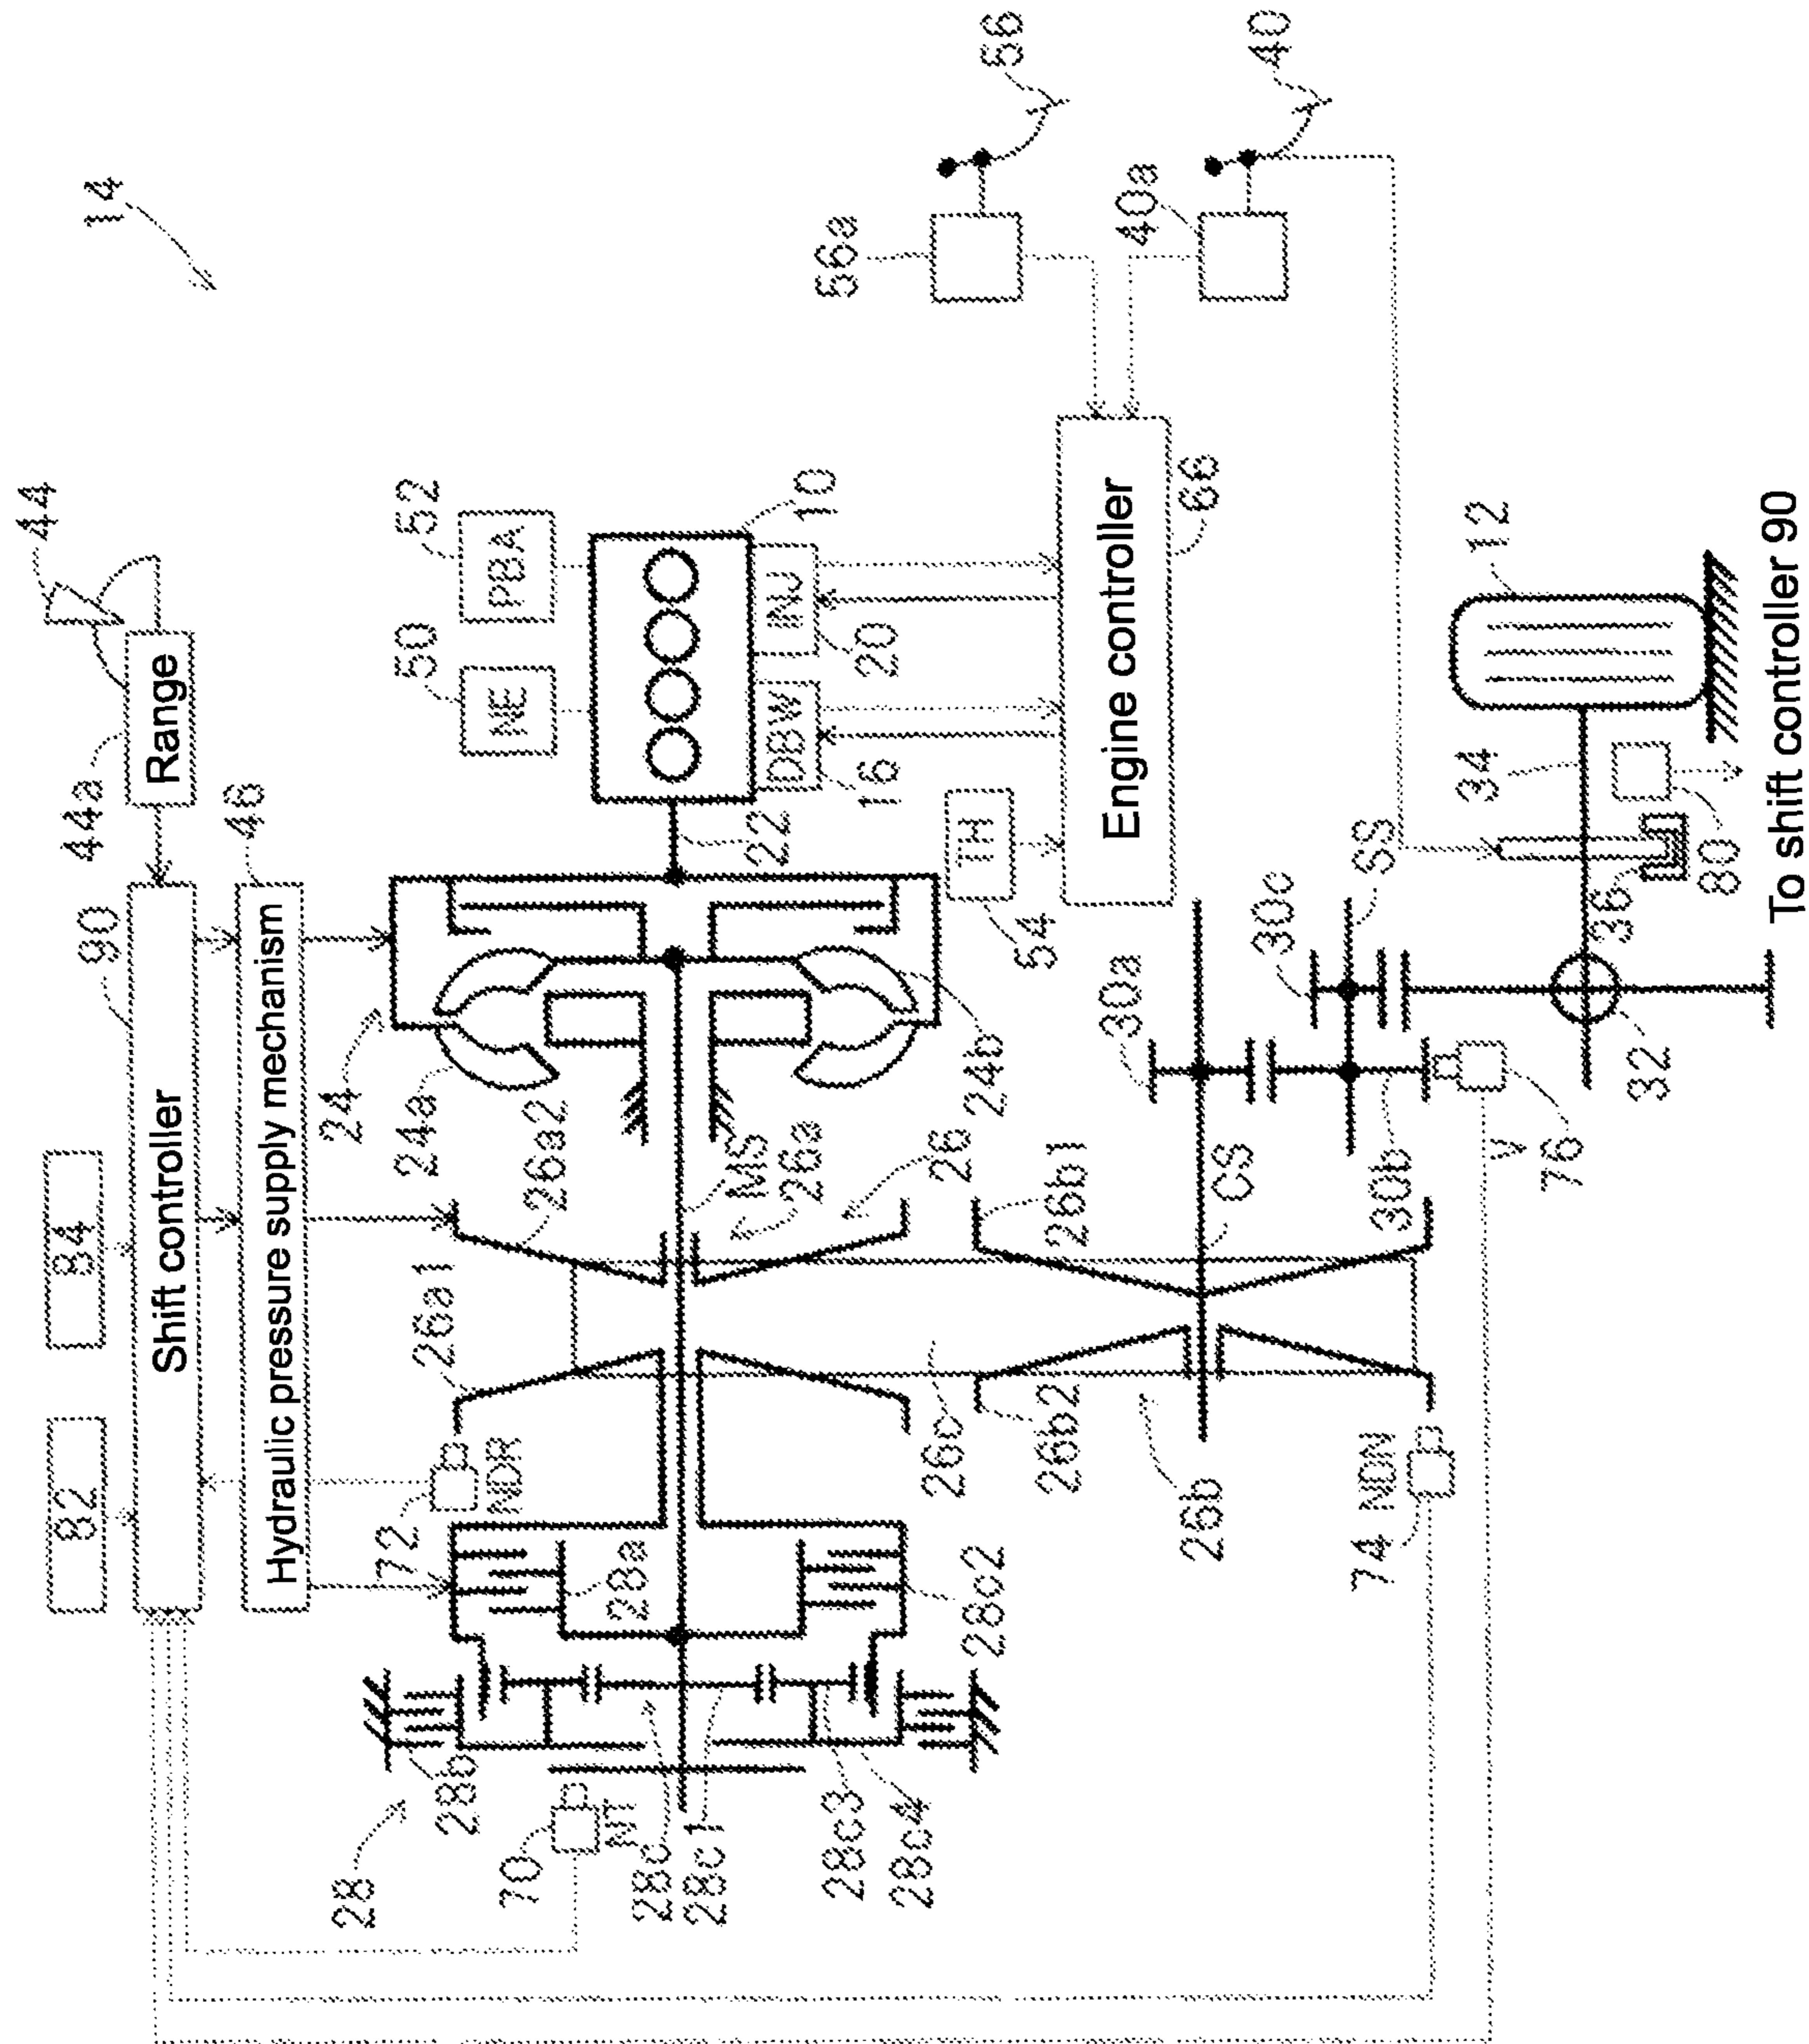 14
44
44a
Range
90
Shift controller
84
82
46
Hydraulic pressure supply mechanism
52
PBA
50
NE
10
INJ
20
DBW
16
22
56
56a
40
40a
Engine controller
66
TH
54
24
24a
24b
26a2
MS
26a
26
26a1
26b1
26c
26b2
26b
CS
72
NDR
74
NDN
28a
28c2
28b
28
70
NT
28c
28c1
28c3
28c4
30a
30c
30b
SS
V
76
32
34
36
80
12
To shift controller 90